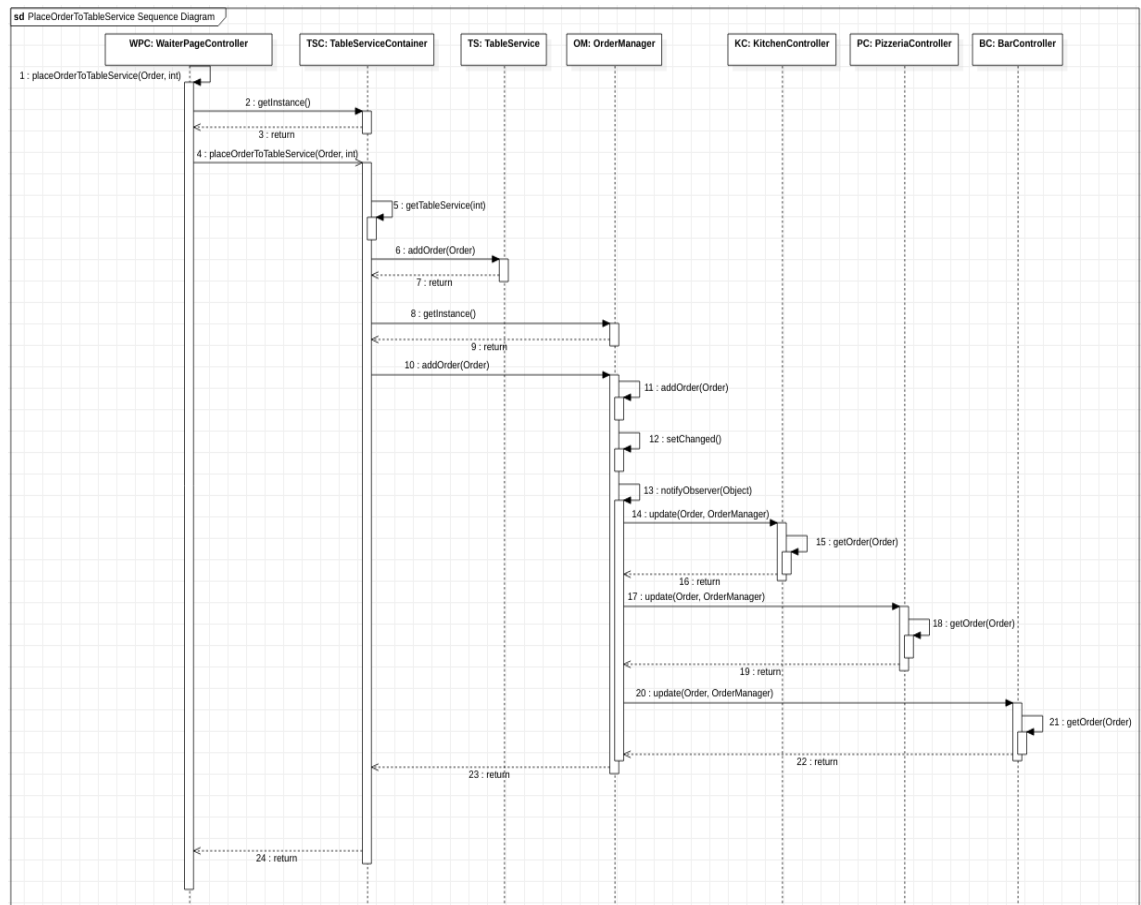 sd PlaceOrderToTableService Sequence Diagram
WPC: WaiterPageController
TSC: TableServiceContainer
TS: TableService
OM: OrderManager
KC: KitchenController
PC: PizzeriaController
BC: BarController
1 : placeOrderToTableService(Order, int)
2 : getInstance()
3 : return
4 : placeOrderToTableService(Order, int)
5 : getTableService(int)
6 : addOrder(Order)
7 : return
8 : getInstance()
9 : return
10 : addOrder(Order)
11 : addOrder(Order)
12 : setChanged()
13 : notifyObserver(Object)
14 : update(Order, OrderManager)
15 : getOrder(Order)
16 : return
17 : update(Order, OrderManager)
18 : getOrder(Order)
19 : return
20 : update(Order, OrderManager)
21 : getOrder(Order)
22 : return
23 : return
24 : return